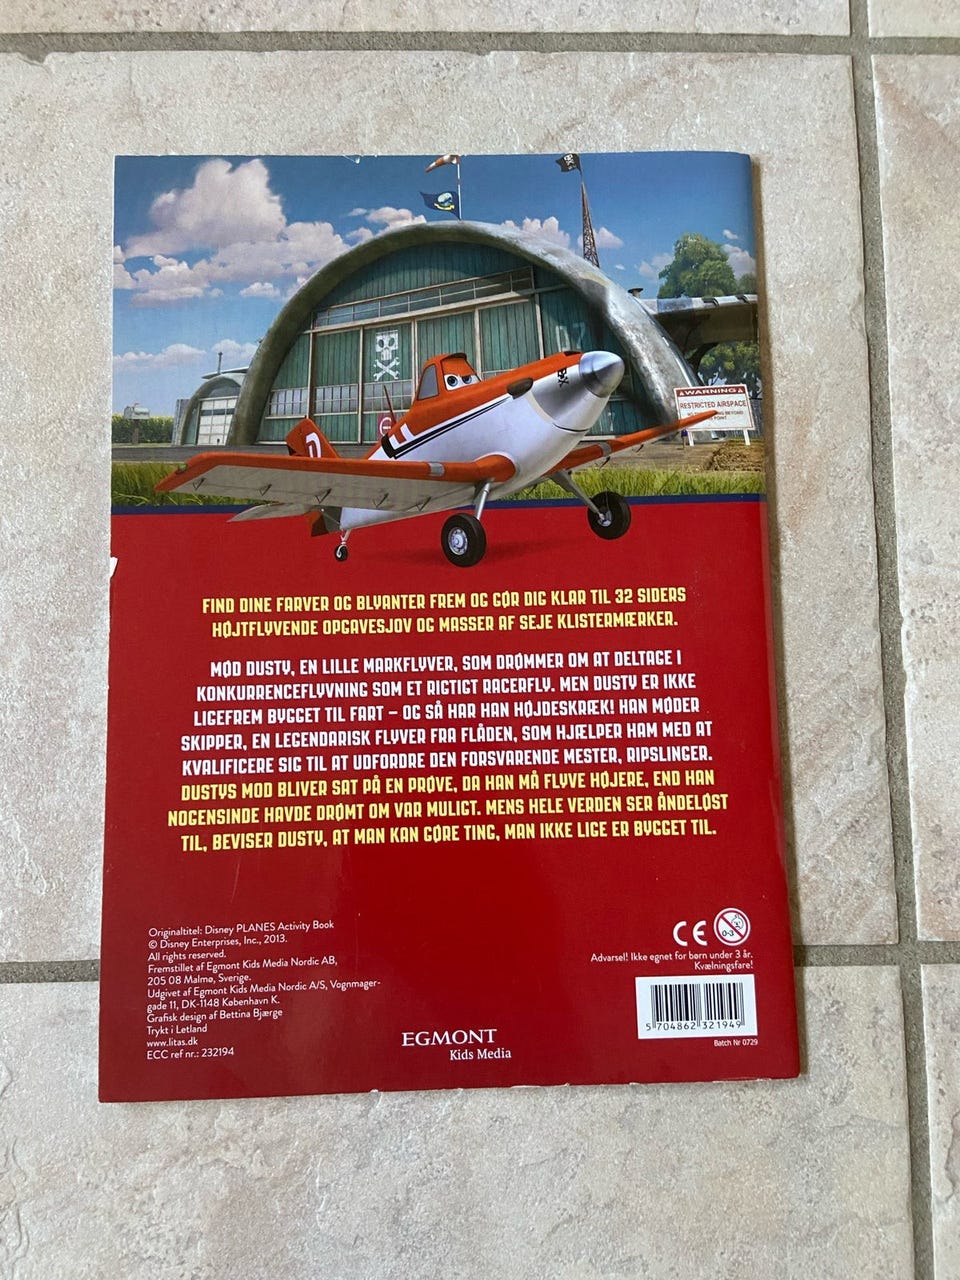 WARNING
RESTRICTED AIRSPACE
POINT
FIND DINE FARVER OG BLYANTER FREM OG GØR DIG KLAR TIL 32 SIDERS
HØJTFLYVENDE OPGAVESJOV OG MASSER AF SEJE KLISTERMÆRKER.
MØD DUSTY, EN LILLE MARKFLYVER, SOM DRØMMER OM AT DELTAGE I
KONKURRENCEFLYVNING SOM ET RIGTIGT RACERFLY. MEN DUSTY ER IKKE
LIGEFREM BYGGET TIL FART – OG SÅ HAR HAN HØJDESKRÆK! HAN MØDER
SKIPPER, EN LEGENDARISK FLYVER FRA FLÅDEN, SOM HJÆLPER HAM MED AT
KVALIFICERE SIG TIL AT UDFORDRE DEN FORSVARENDE MESTER, RIPSLINGER.
DUSTYS MOD BLIVER SAT PÅ EN PRØVE, DA HAN MÅ FLYVE HØJERE, END HAN
NOGENSINDE HAVDE DRØMT OM VAR MULIGT. MENS HELE VERDEN SER ÅNDELØST
TIL, BEVISER DUSTY, AT MAN KAN GØRE TING, MAN IKKE LIGE ER BYGGET TIL.
Originaltitel: Disney PLANES Activity Book
© Disney Enterprises, Inc., 2013.
All rights reserved.
Fremstillet af Egmont Kids Media Nordic AB,
205 08 Malmø, Sverige.
Udgivet af Egmont Kids Media Nordic A/S, Vognmager-
gade 11, DK-1148 København K.
Grafisk design af Bettina Bjærge
Trykt i Letland
www.litas.dk
ECC ref nr.: 232194
EGMONT
Kids Media
CE
0-3
Advarsel! Ikke egnet for børn under 3 år.
Kvælningsfare!
5 704862 321949
Batch Nr 0729